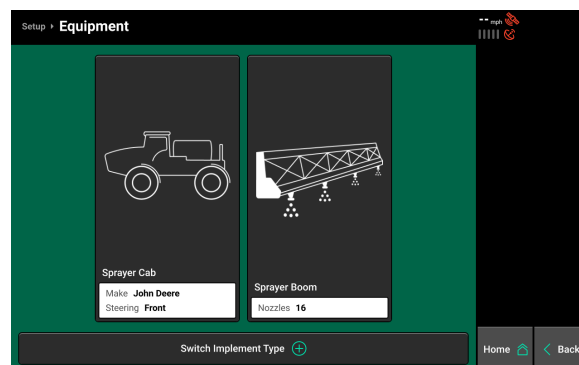 Setup › Equipment
-- mph
Sprayer Cab
Make John Deere
Steering Front
Sprayer Boom
Nozzles 16
Switch Implement Type
Home
Back